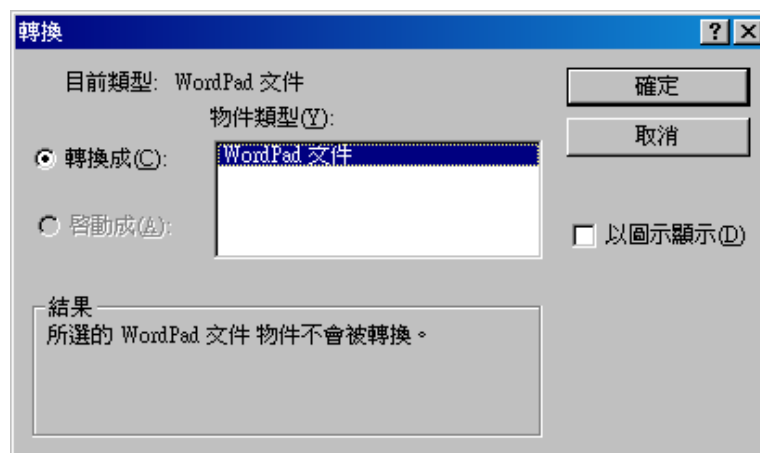 轉換
目前類型: WordPad 文件
物件類型(Y):
轉換成(C):
WordPad 文件
啓動成(A):
確定
取消
以圖示顯示(D)
結果
所選的 WordPad 文件 物件不會被轉換。